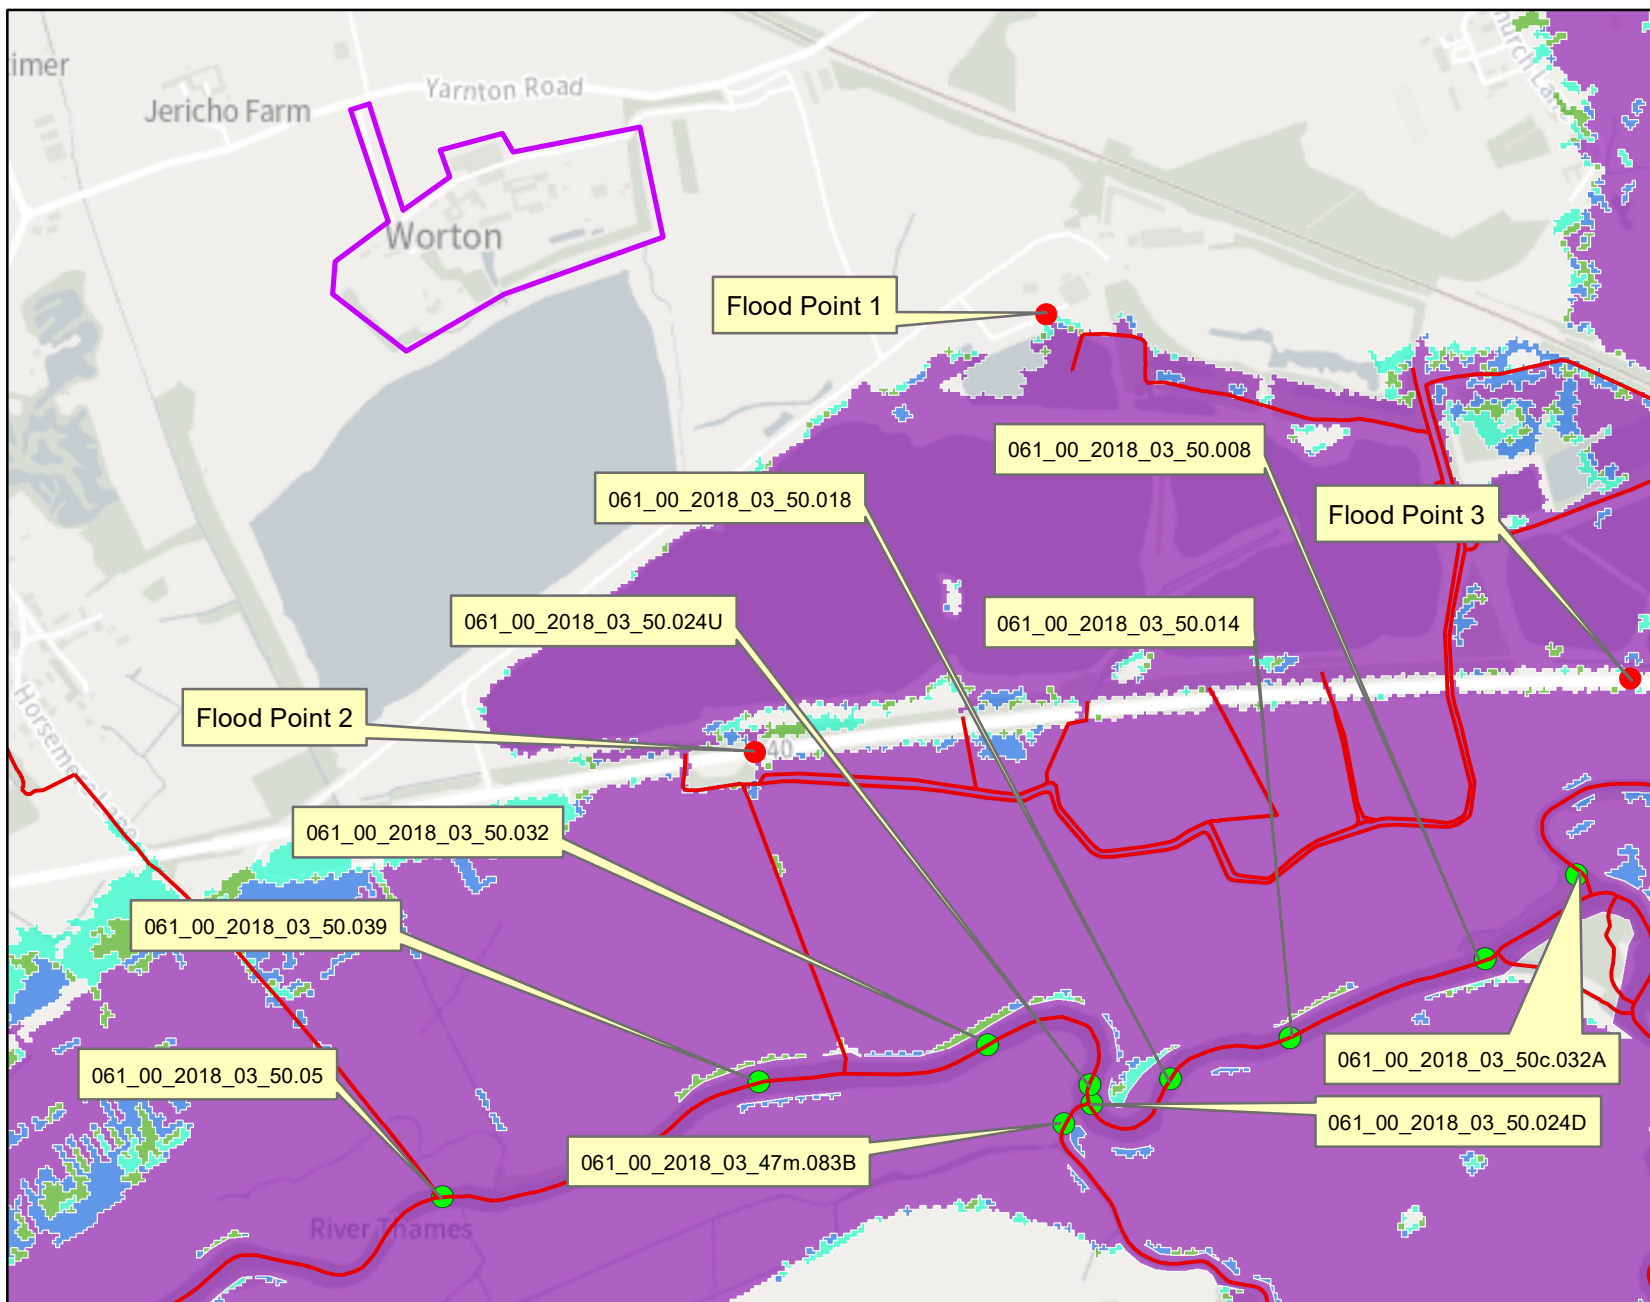 Yarnton Road
Jericho Farm
Worton
Flood Point 1
061_00_2018_03_50.008
061_00_2018_03_50.018
Flood Point 3
061_00_2018_03_50.024U
061_00_2018_03_50.014
Flood Point 2
40
061_00_2018_03_50.032
061_00_2018_03_50.039
061_00_2018_03_50.05
061_00_2018_03_50c.032A
061_00_2018_03_50.024D
061_00_2018_03_47m.083B
River Thames